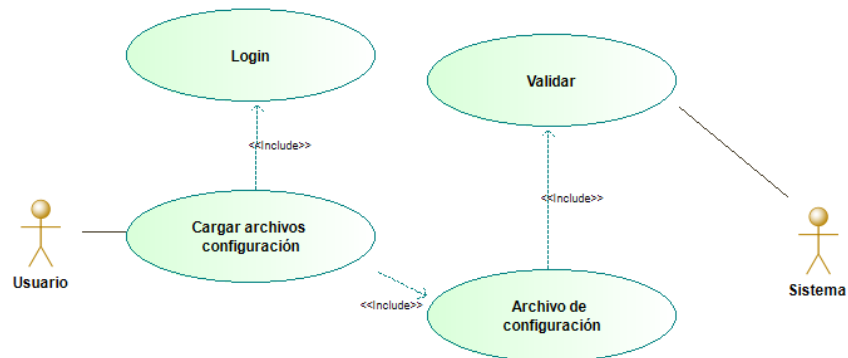 Login
Validar
<<Include>>
<<Include>>
Cargar archivos
configuración
Usuario
Sistema
<<Include>>
Archivo de
configuración